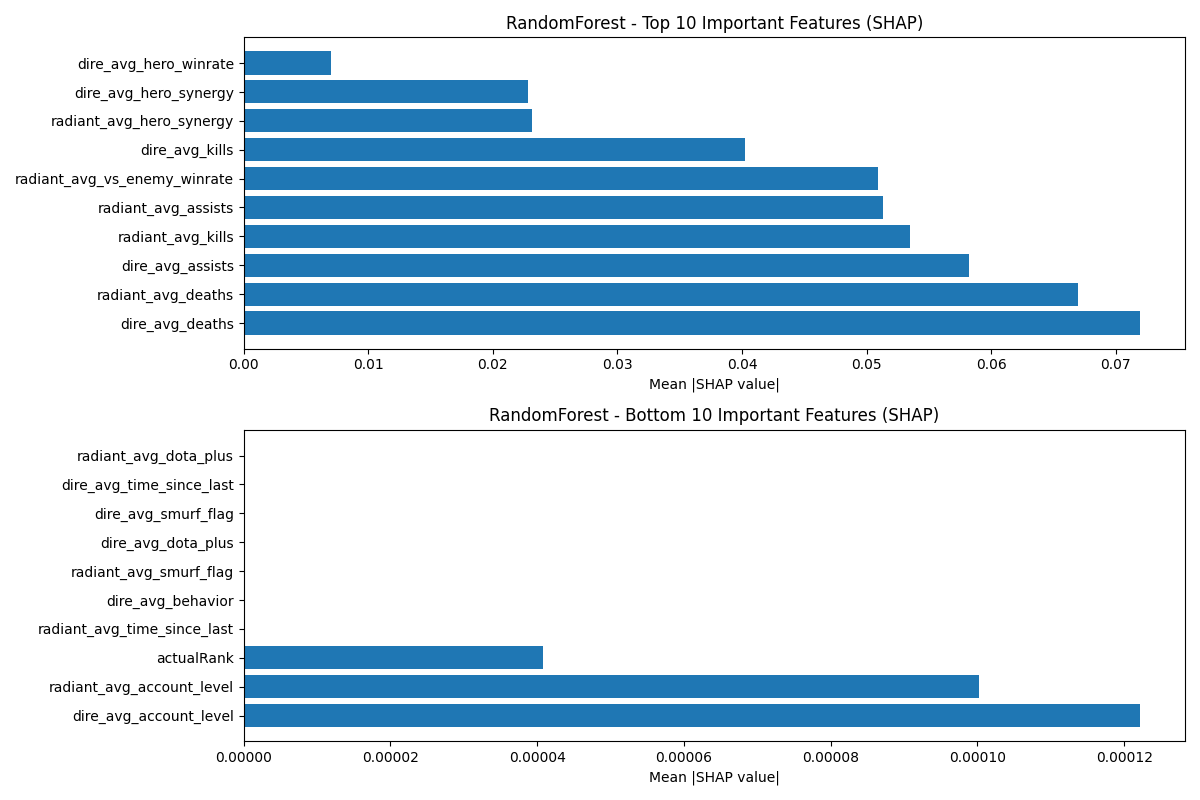 RandomForest - Top 10 Important Features (SHAP)
dire_avg_hero_winrate
dire_avg_hero_synergy
radiant_avg_hero_synergy
dire_avg_kills
radiant_avg_vs_enemy_winrate
radiant_avg_assists
radiant_avg_kills
dire_avg_assists
radiant_avg_deaths
dire_avg_deaths
0.00 0.01 0.02 0.03 0.04 0.05 0.06 0.07
Mean |SHAP value|
RandomForest - Bottom 10 Important Features (SHAP)
radiant_avg_dota_plus
dire_avg_time_since_last
dire_avg_smurf_flag
dire_avg_dota_plus
radiant_avg_smurf_flag
dire_avg_behavior
radiant_avg_time_since_last
actualRank
radiant_avg_account_level
dire_avg_account_level
0.00000 0.00002 0.00004 0.00006 0.00008 0.00010 0.00012
Mean |SHAP value|